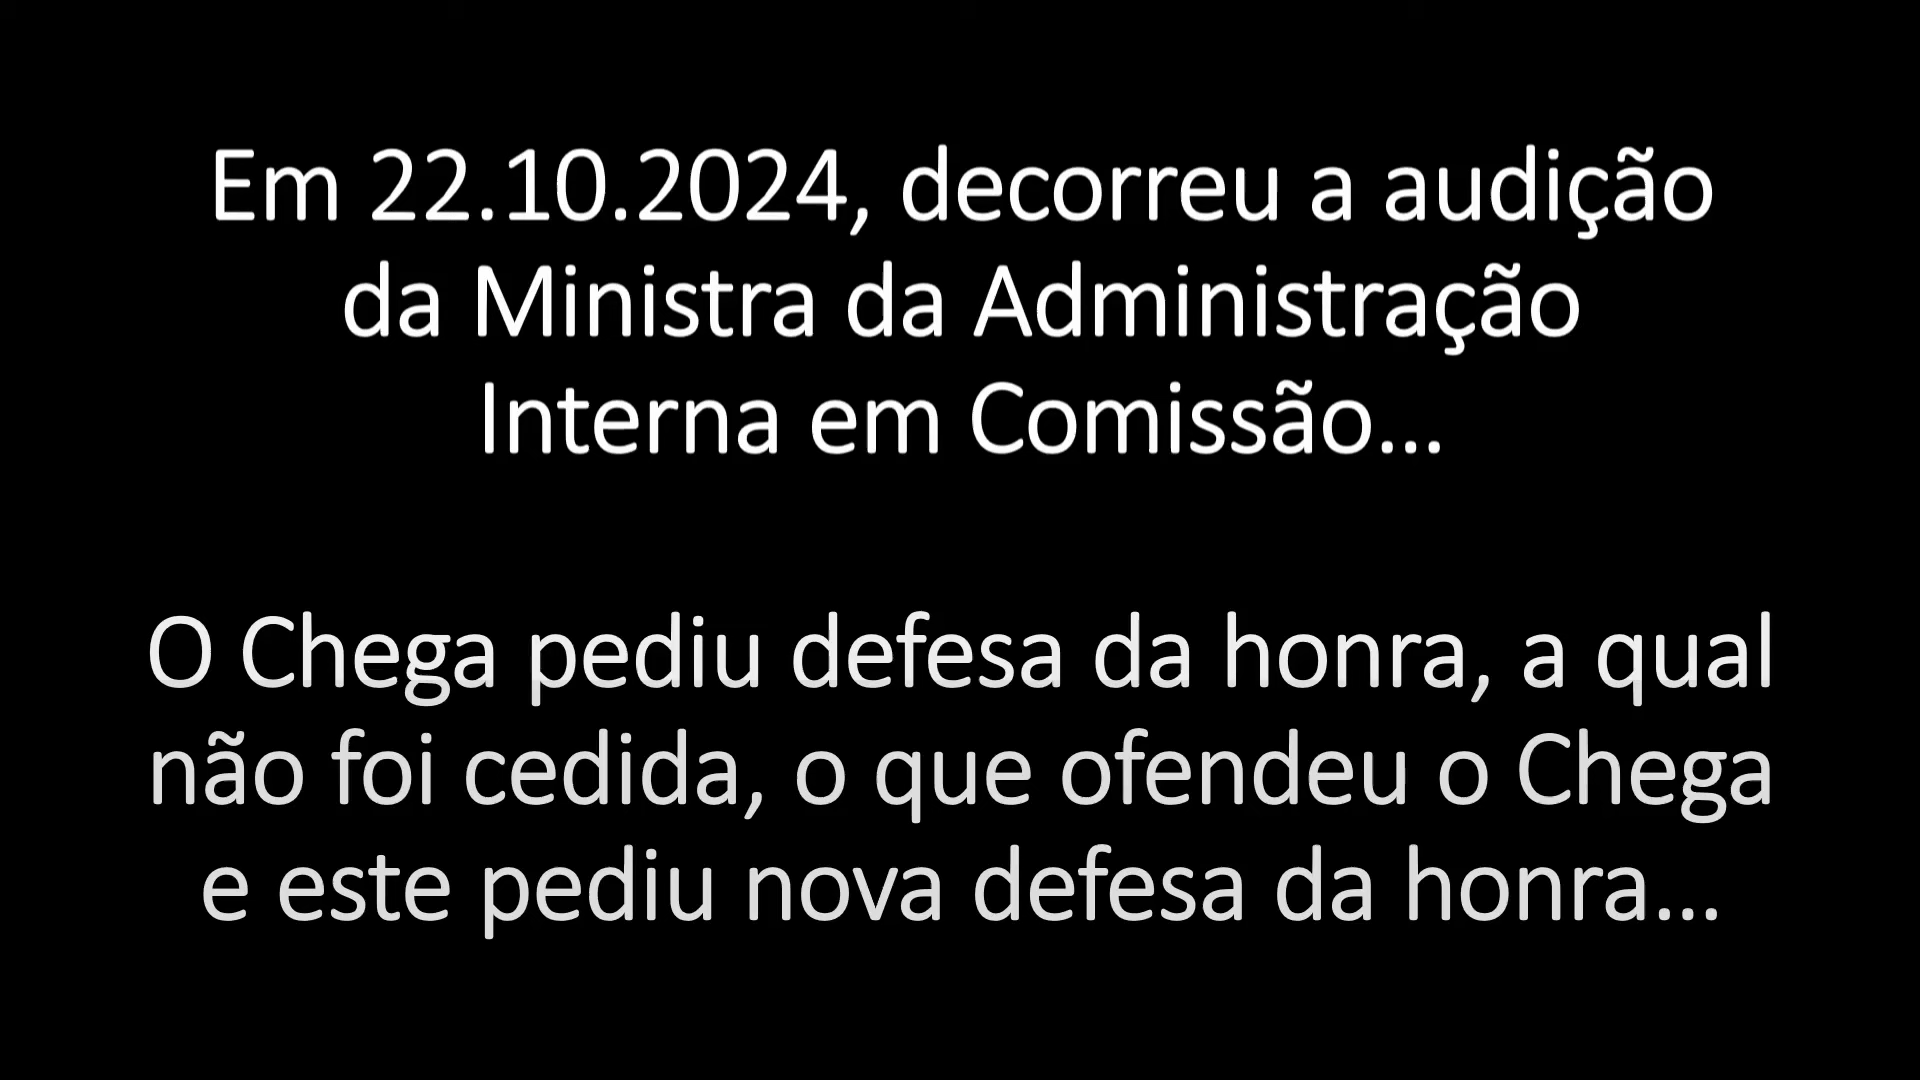 Em 22.10.2024, decorreu a audição
da Ministra da Administração
Interna em Comissão...
O Chega pediu defesa da honra, a qual
não foi cedida, o que ofendeu o Chega
e este pediu nova defesa da honra...